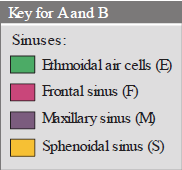 Key for A and B
Sinuses:
Ethmoidal air cells (E)
Frontal sinus (F)
Maxillary sinus (M)
Sphenoidal sinus (S)